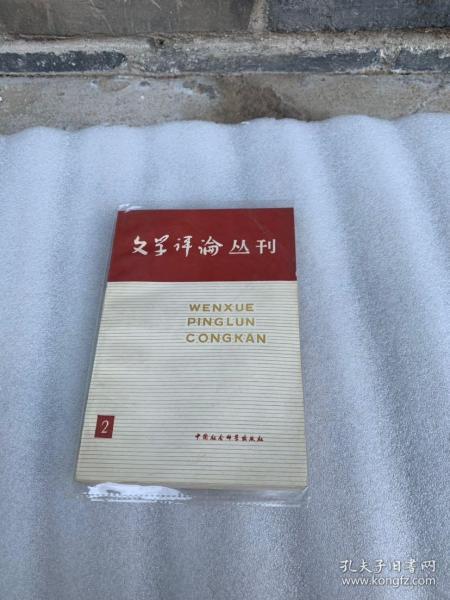 文学评论丛刊
WENXUE
PINGLUN
CONGKAN
2
中国社会科学出版社
孔夫子旧书网
www.kongfz.com